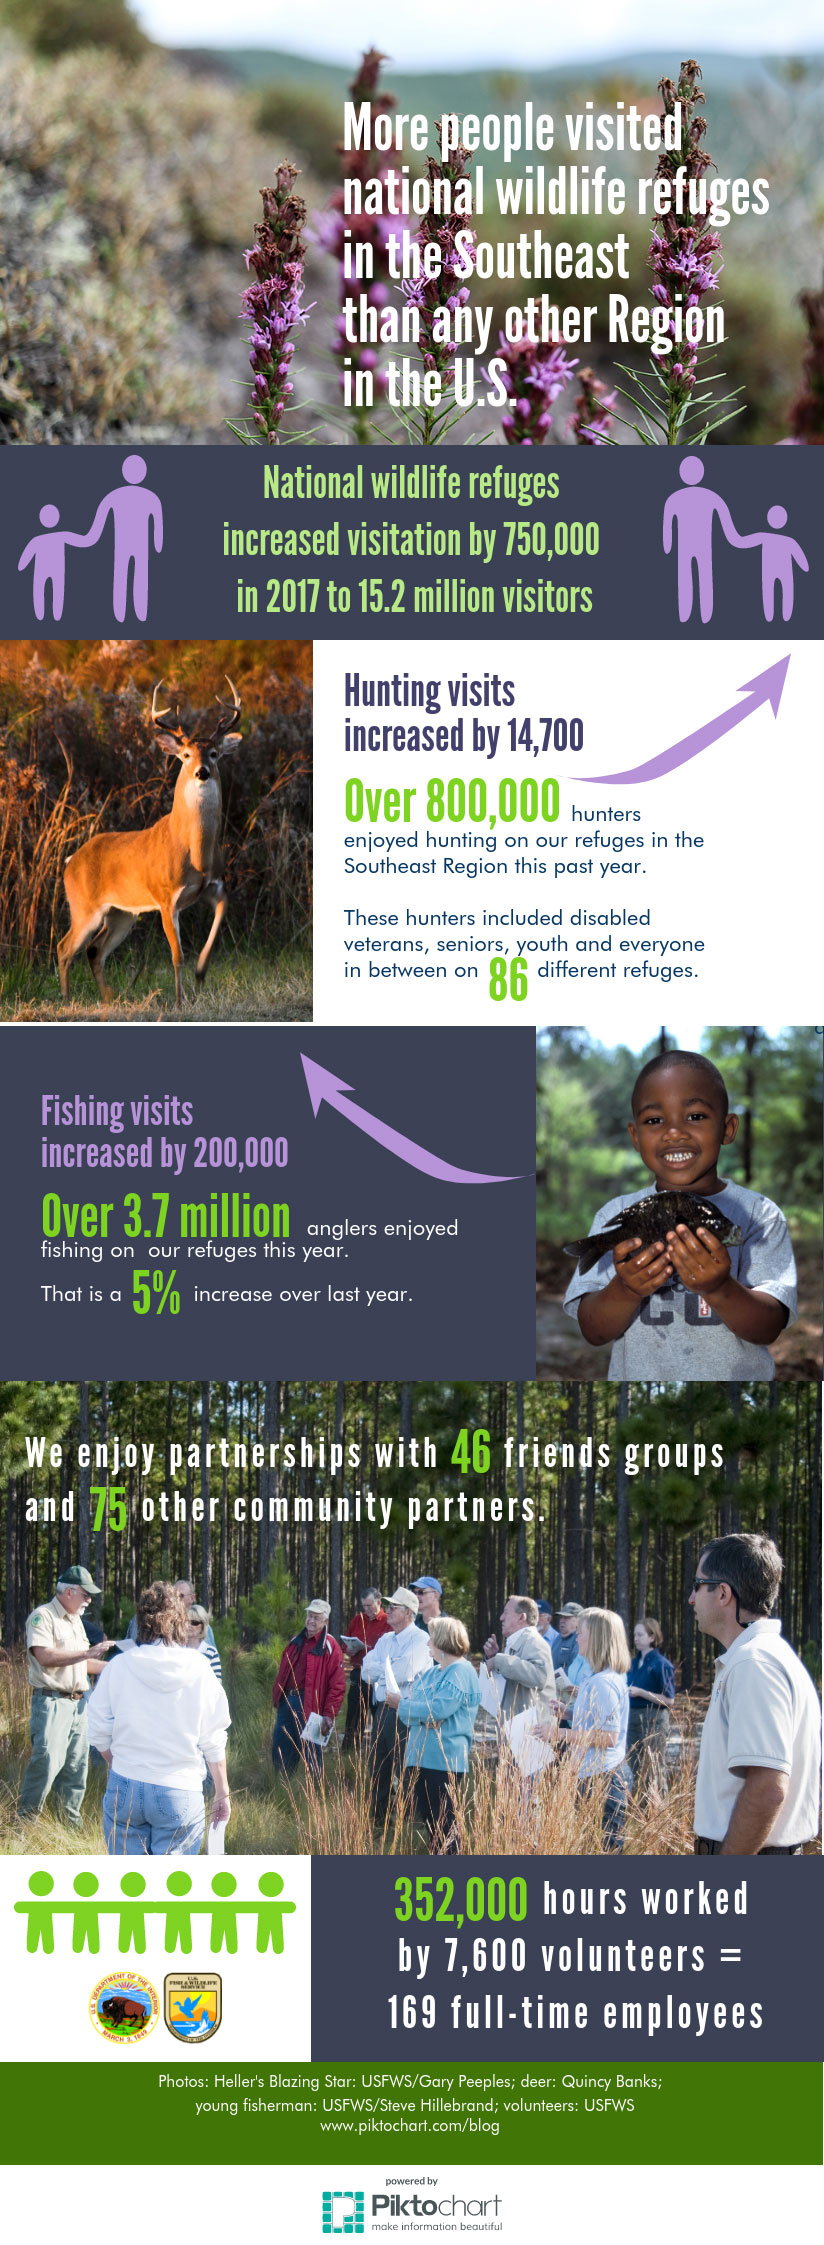 More people visited
national wildlife refuges
in the Southeast
than any other Region
in the U.S.
National wildlife refuges
increased visitation by 750,000
in 2017 to 15.2 million visitors
Hunting visits
increased by 14,700
Over 800,000 hunters
enjoyed hunting on our refuges in the
Southeast Region this past year.
These hunters included disabled
veterans, seniors, youth and everyone
in between on 86 different refuges.
Fishing visits
increased by 200,000
Over 3.7 million anglers enjoyed
fishing on our refuges this year.
That is a 5% increase over last year.
We enjoy partnerships with 46 friends groups
and 75 other community partners.
352,000 hours worked
by 7,600 volunteers =
169 full-time employees
U.S. DEPARTMENT OF THE INTERIOR
MARCH 3, 1849
U.S.
FISH & WILDLIFE
SERVICE
Photos: Heller's Blazing Star: USFWS/Gary Peeples; deer: Quincy Banks;
young fisherman: USFWS/Steve Hillebrand; volunteers: USFWS
www.piktochart.com/blog
powered by
Piktochart
make information beautiful